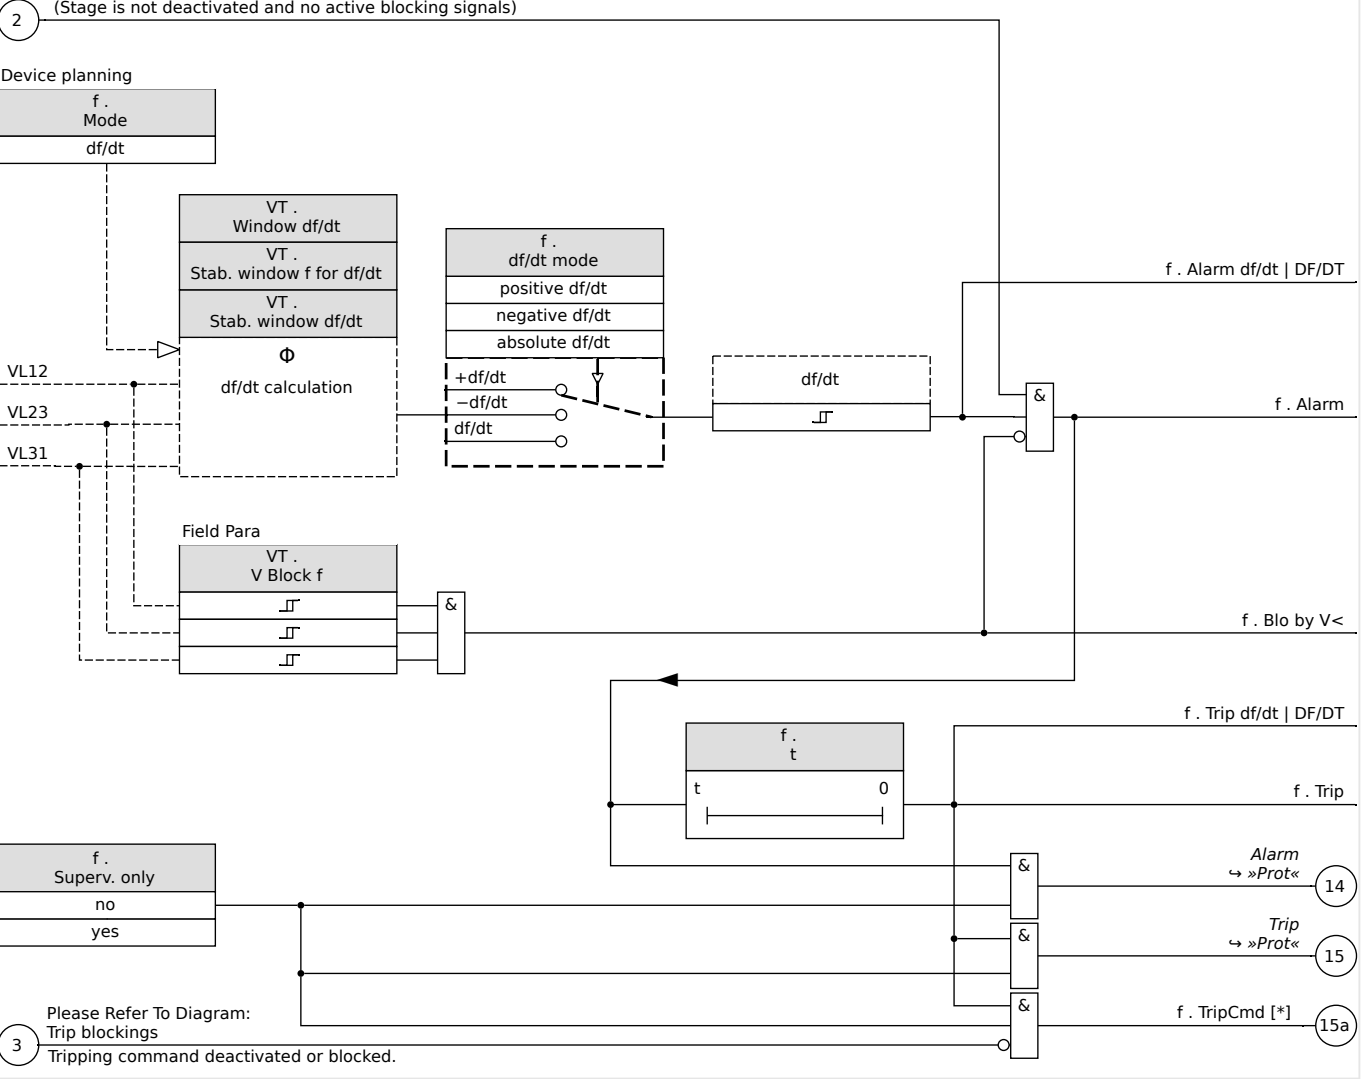 (Stage is not deactivated and no active blocking signals)
2
Device planning
f .
Mode
df/dt
VT .
Window df/dt
VT .
Stab. window f for df/dt
VT .
Stab. window df/dt
Φ
df/dt calculation
VL12
VL23
VL31
f .
df/dt mode
positive df/dt
negative df/dt
absolute df/dt
+df/dt
−df/dt
df/dt
df/dt
&
f . Alarm df/dt | DF/DT
f . Alarm
Field Para
VT .
V Block f
&
f . Blo by V<
f . Trip df/dt | DF/DT
f .
t
t 0
f . Trip
f .
Superv. only
no
yes
&
Alarm
↪ »Prot«
14
&
Trip
↪ »Prot«
15
&
f . TripCmd [*]
15a
Please Refer To Diagram:
Trip blockings
3
Tripping command deactivated or blocked.